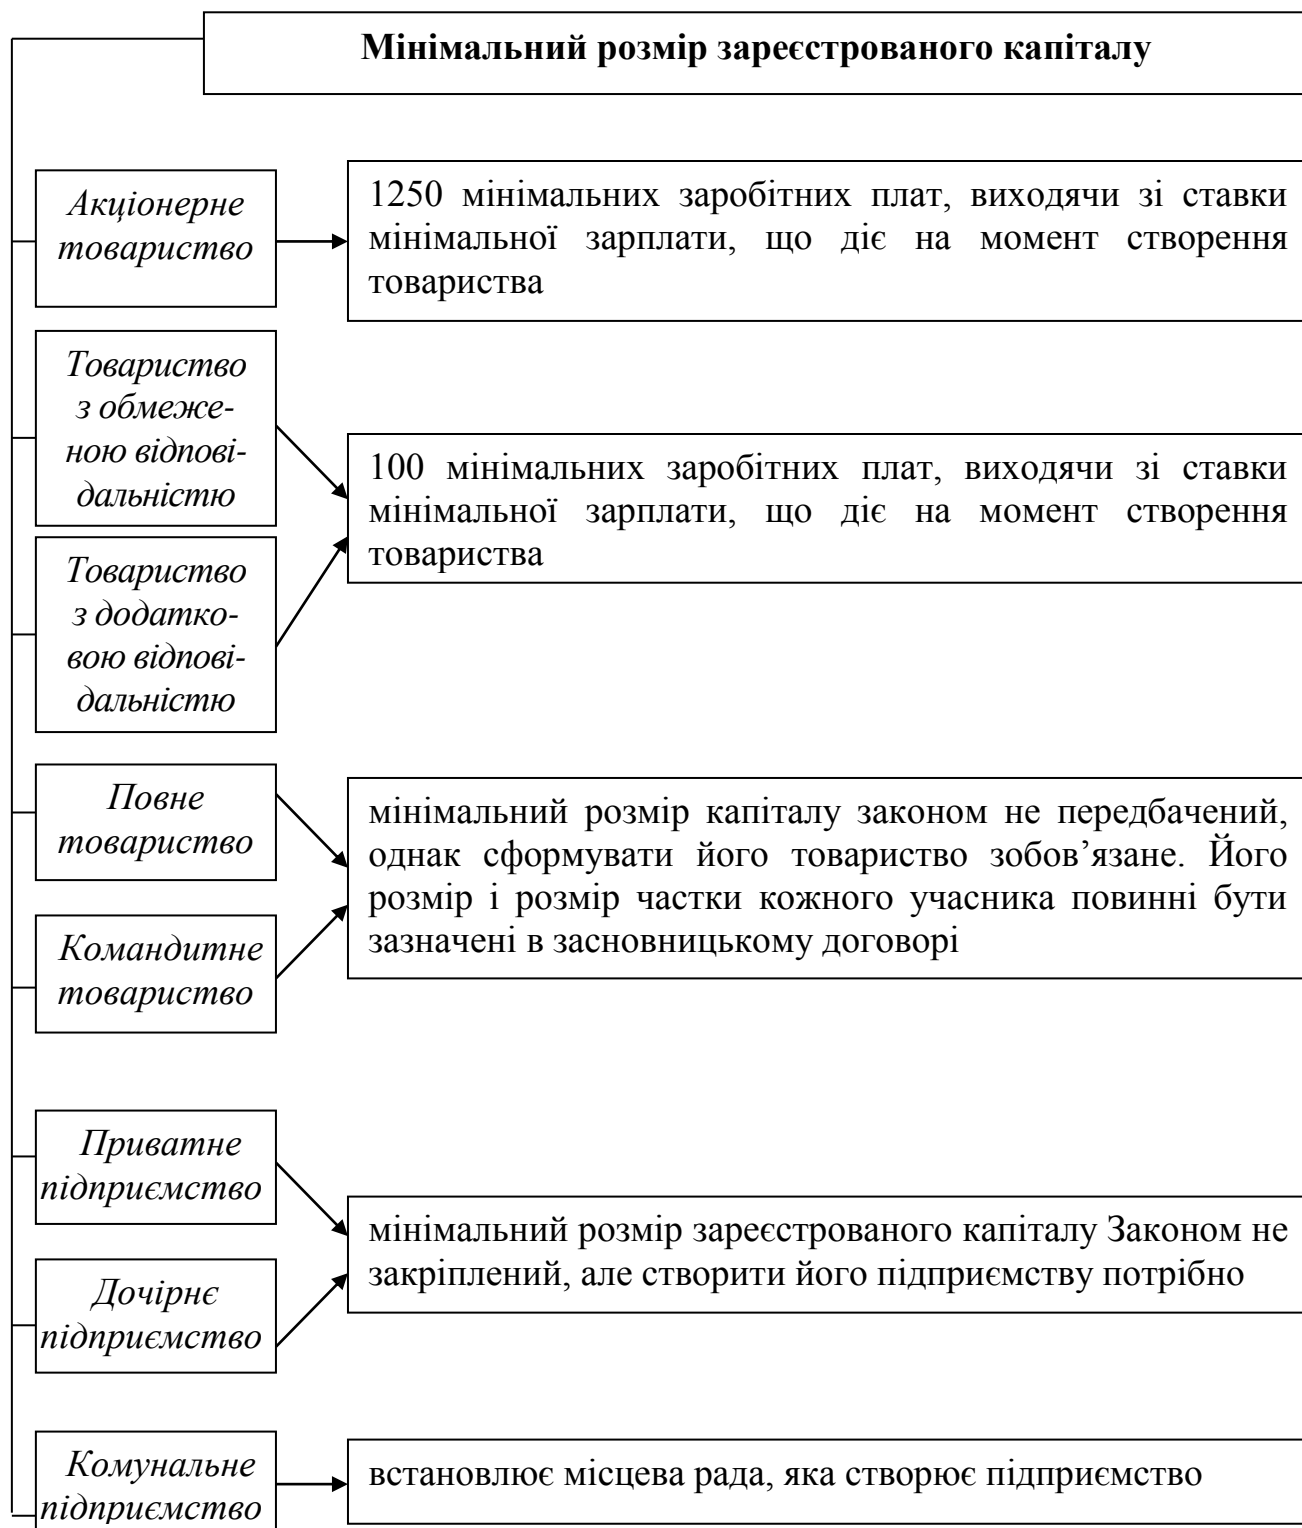 Мінімальний розмір зареєстрованого капіталу
Акціонерне
товариство
1250 мінімальних заробітних плат, виходячи зі ставки
мінімальної зарплати, що діє на момент створення
товариства
Товариство
з обмеже-
ною відпові-
дальністю
100 мінімальних заробітних плат, виходячи зі ставки
мінімальної зарплати, що діє на момент створення
товариства
Товариство
з додатко-
вою відпові-
дальністю
Повне
товариство
мінімальний розмір капіталу законом не передбачений,
однак сформувати його товариство зобов’язане. Його
розмір і розмір частки кожного учасника повинні бути
зазначені в засновницькому договорі
Командитне
товариство
Приватне
підприємство
мінімальний розмір зареєстрованого капіталу Законом не
закріплений, але створити його підприємству потрібно
Дочірнє
підприємство
Комунальне
підприємство
встановлює місцева рада, яка створює підприємство